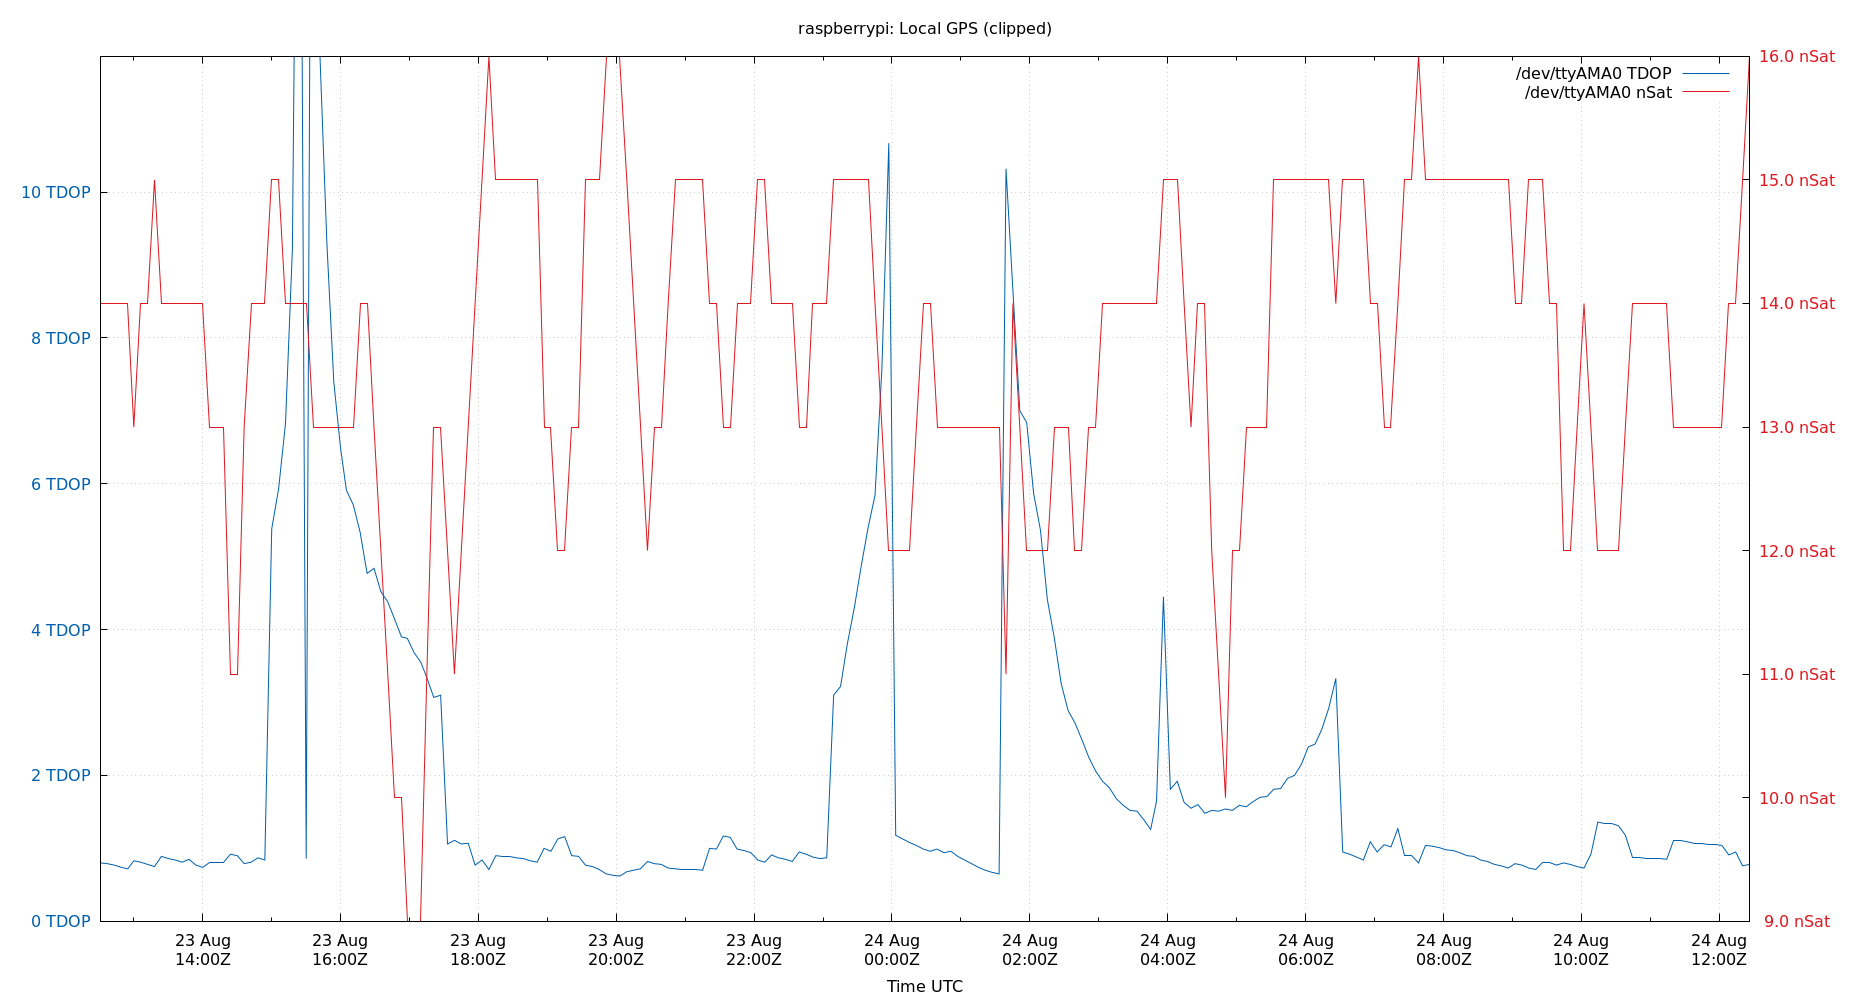 raspberrypi: Local GPS (clipped)
/dev/ttyAMA0 TDOP
/dev/ttyAMA0 nSat
10 TDOP
8 TDOP
6 TDOP
4 TDOP
2 TDOP
0 TDOP
16.0 nSat
15.0 nSat
14.0 nSat
13.0 nSat
12.0 nSat
11.0 nSat
10.0 nSat
9.0 nSat
23 Aug
14:00Z
23 Aug
16:00Z
23 Aug
18:00Z
23 Aug
20:00Z
23 Aug
22:00Z
24 Aug
00:00Z
24 Aug
02:00Z
24 Aug
04:00Z
24 Aug
06:00Z
24 Aug
08:00Z
24 Aug
10:00Z
24 Aug
12:00Z
Time UTC